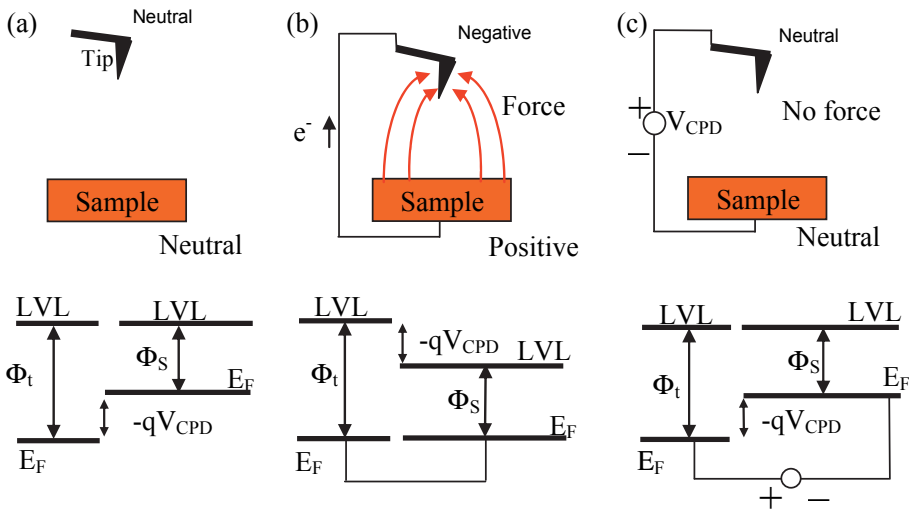 (a)
Neutral
Tip
Sample
Neutral
LVL
LVL
Φt
ΦS
EF
-qVCPD
EF
(b)
Negative
Force
e-
Sample
Positive
LVL
-qVCPD
LVL
Φt
ΦS
EF
EF
(c)
Neutral
+
VCPD
No force
−
Sample
Neutral
LVL
LVL
Φt
ΦS
EF
-qVCPD
EF
+ −